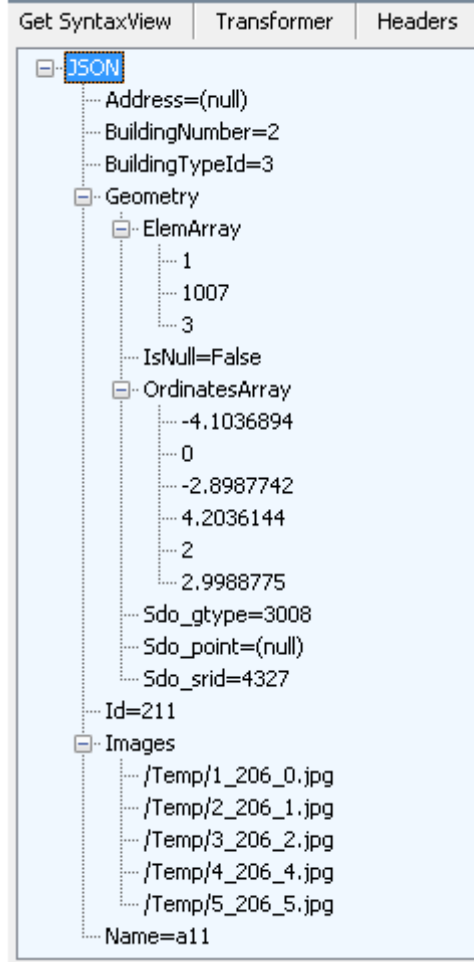 Get SyntaxView Transformer Headers
JSON
Address=(null)
BuildingNumber=2
BuildingTypeId=3
Geometry
ElemArray
1
1007
3
IsNull=False
OrdinatesArray
-4.1036894
0
-2.8987742
4.2036144
2
2.9988775
Sdo_gtype=3008
Sdo_point=(null)
Sdo_srid=4327
Id=211
Images
/Temp/1_206_0.jpg
/Temp/2_206_1.jpg
/Temp/3_206_2.jpg
/Temp/4_206_4.jpg
/Temp/5_206_5.jpg
Name=a11